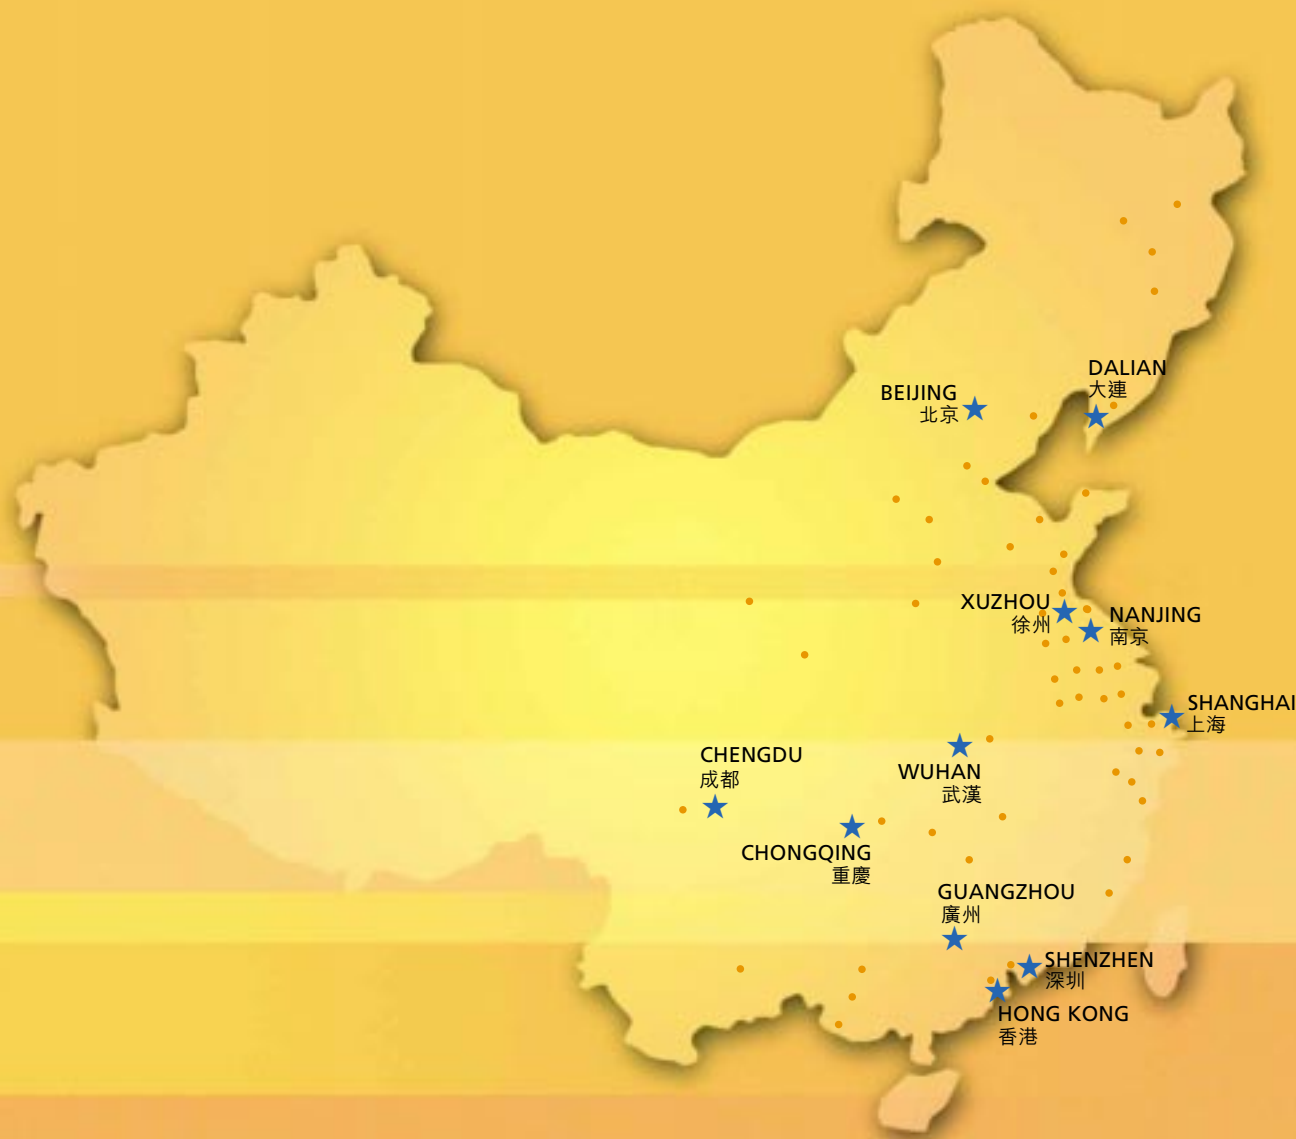 DALIAN
大連
BEIJING
北京
XUZHOU
徐州
NANJING
南京
SHANGHAI
上海
CHENGDU
成都
WUHAN
武漢
CHONGQING
重慶
GUANGZHOU
廣州
SHENZHEN
深圳
HONG KONG
香港